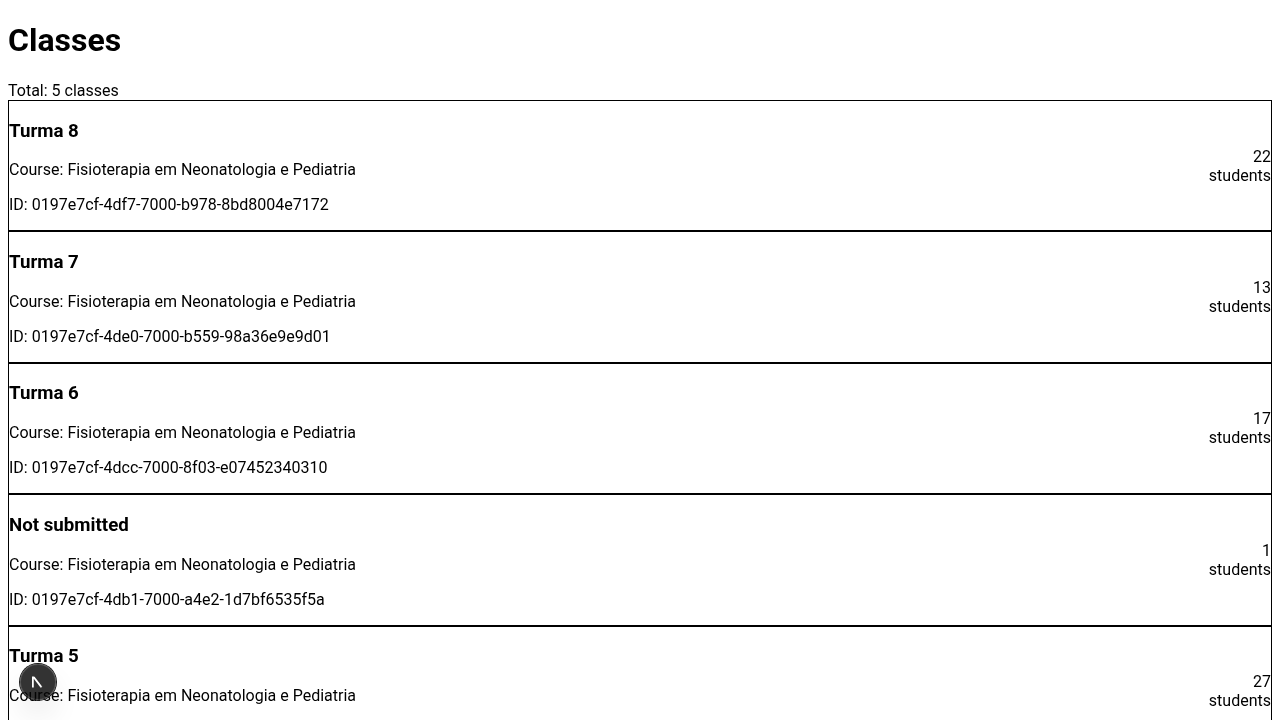 Classes
Total: 5 classes
Turma 8
Course: Fisioterapia em Neonatologia e Pediatria
ID: 0197e7cf-4df7-7000-b978-8bd8004e7172
22
students
Turma 7
Course: Fisioterapia em Neonatologia e Pediatria
ID: 0197e7cf-4de0-7000-b559-98a36e9e9d01
13
students
Turma 6
Course: Fisioterapia em Neonatologia e Pediatria
ID: 0197e7cf-4dcc-7000-8f03-e07452340310
17
students
Not submitted
Course: Fisioterapia em Neonatologia e Pediatria
ID: 0197e7cf-4db1-7000-a4e2-1d7bf6535f5a
1
students
Turma 5
Course: Fisioterapia em Neonatologia e Pediatria
27
students